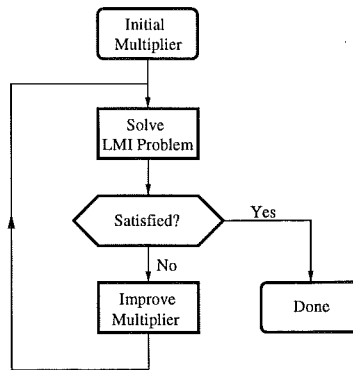 Initial
Multiplier
Solve
LMI Problem
Satisfied?
Yes
No
Improve
Multiplier
Done